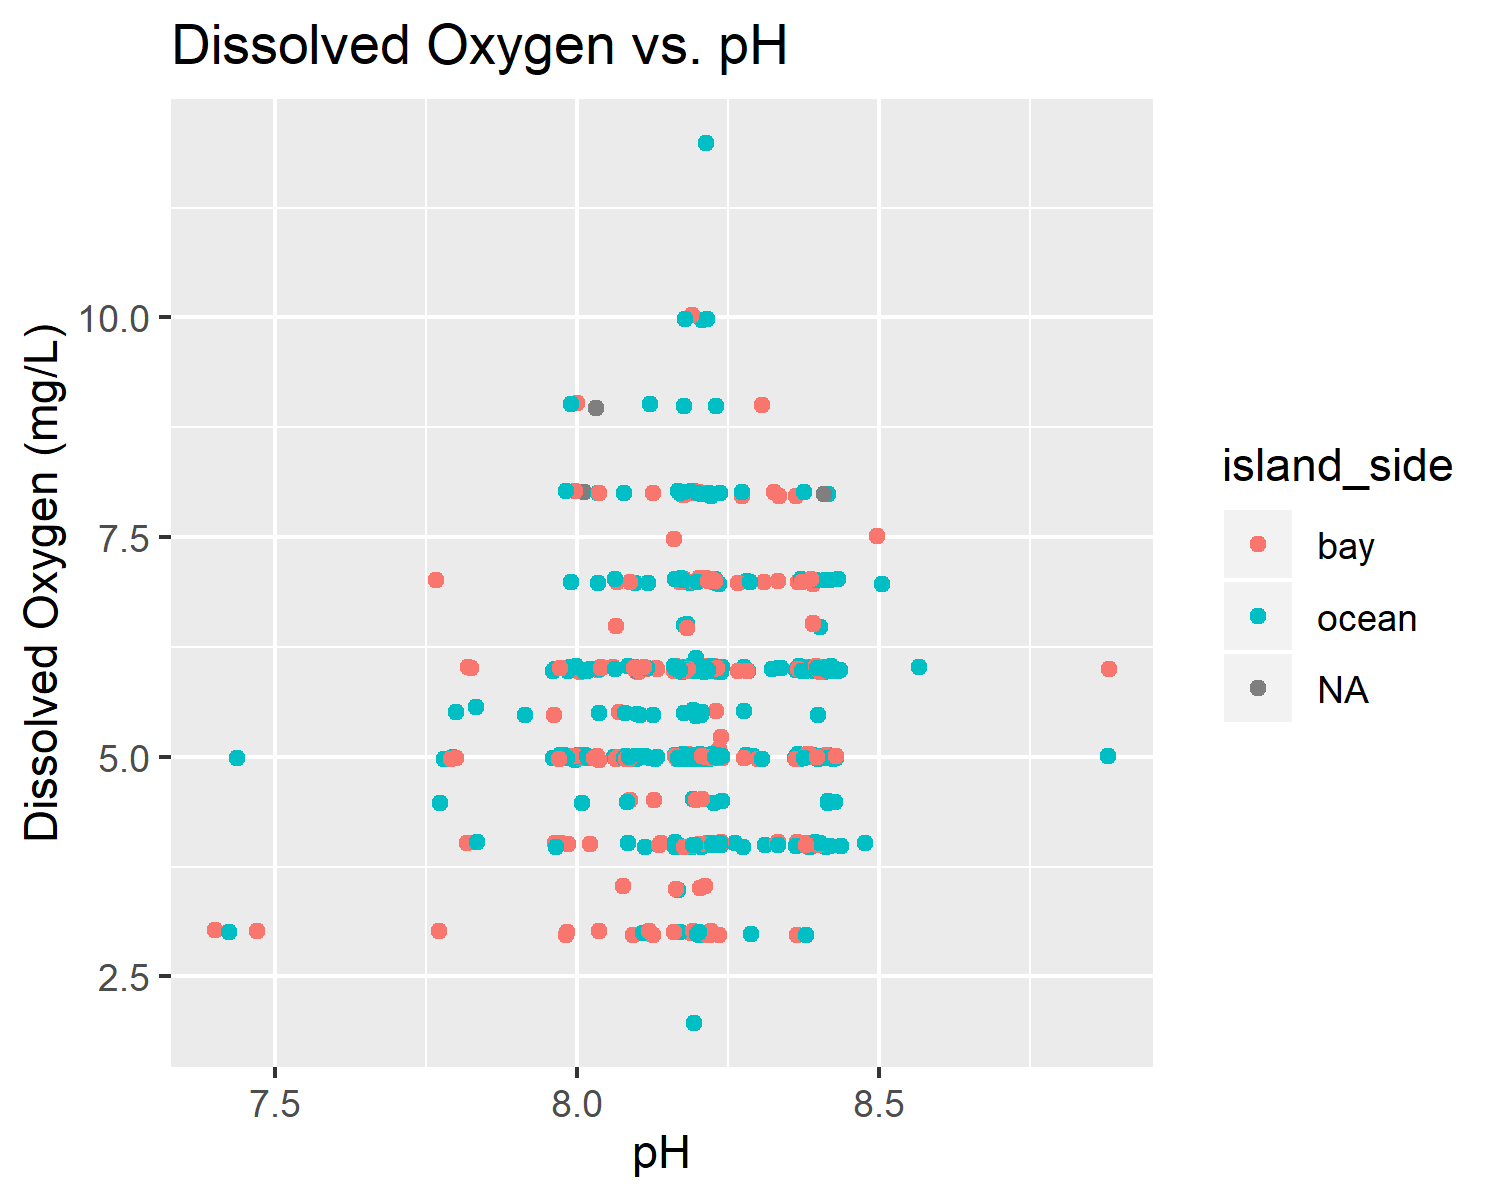 Dissolved Oxygen vs. pH
Dissolved Oxygen (mg/L)
10.0
7.5
5.0
2.5
7.5
8.0
8.5
pH
island_side
bay
ocean
NA